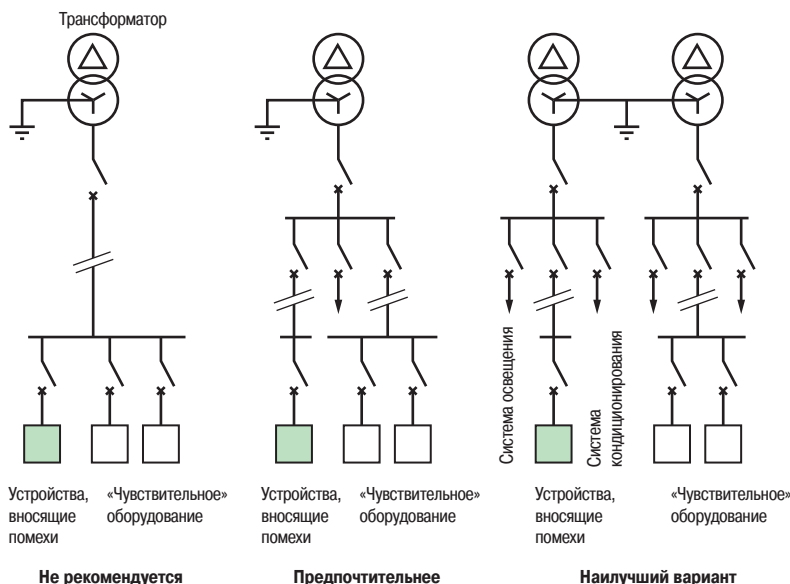 Трансформатор
Система освещения
Система
кондиционирования
Устройства,
вносящие
помехи
«Чувствительное»
оборудование
Устройства,
вносящие
помехи
«Чувствительное»
оборудование
Устройства,
вносящие
помехи
«Чувствительное»
оборудование
Не рекомендуется
Предпочтительнее
Наилучший вариант